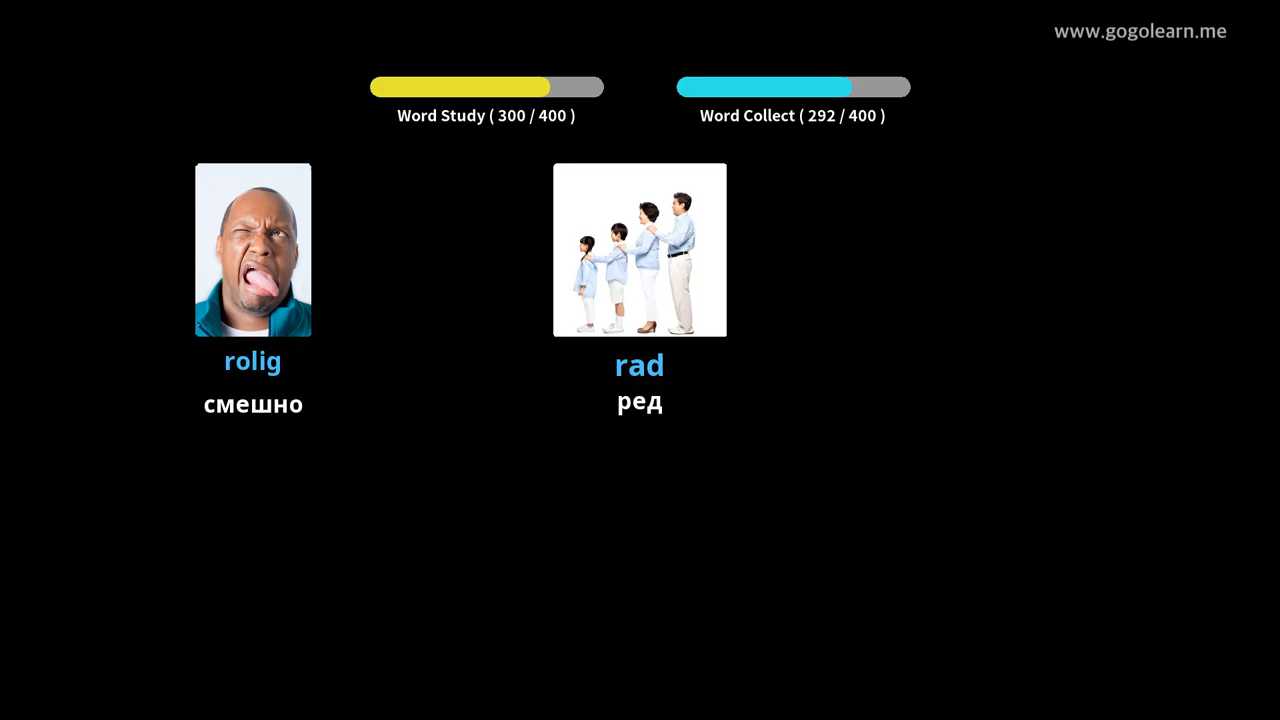 www.gogolearn.me
Word Study ( 300 / 400 )
Word Collect ( 292 / 400 )
rolig
смешно
rad
ред